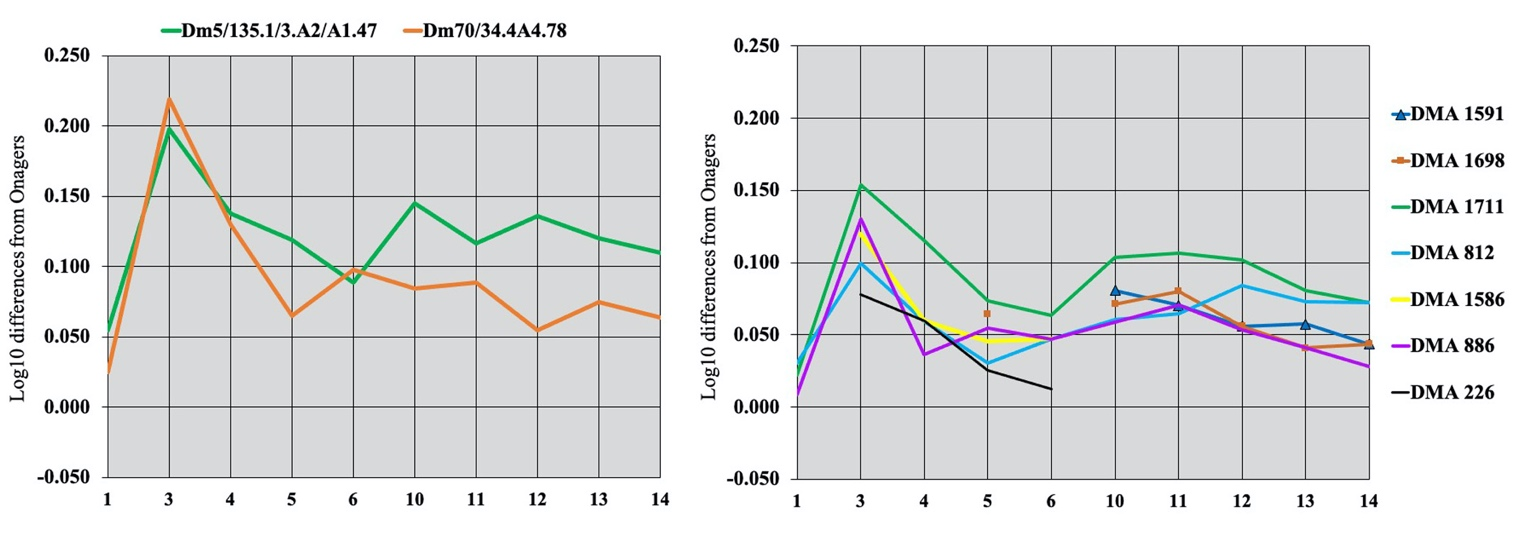 Dm5/135.1/3.A2/A1.47 Dm70/34.4A4.78
Log10 differences from Onagers
0.250
0.200
0.150
0.100
0.050
0.000
-0.050
1 3 4 5 6 10 11 12 13 14
Log10 differences from Onagers
0.250
0.200
0.150
0.100
0.050
0.000
-0.050
1 3 4 5 6 10 11 12 13 14
DMA 1591
DMA 1698
DMA 1711
DMA 812
DMA 1586
DMA 886
DMA 226